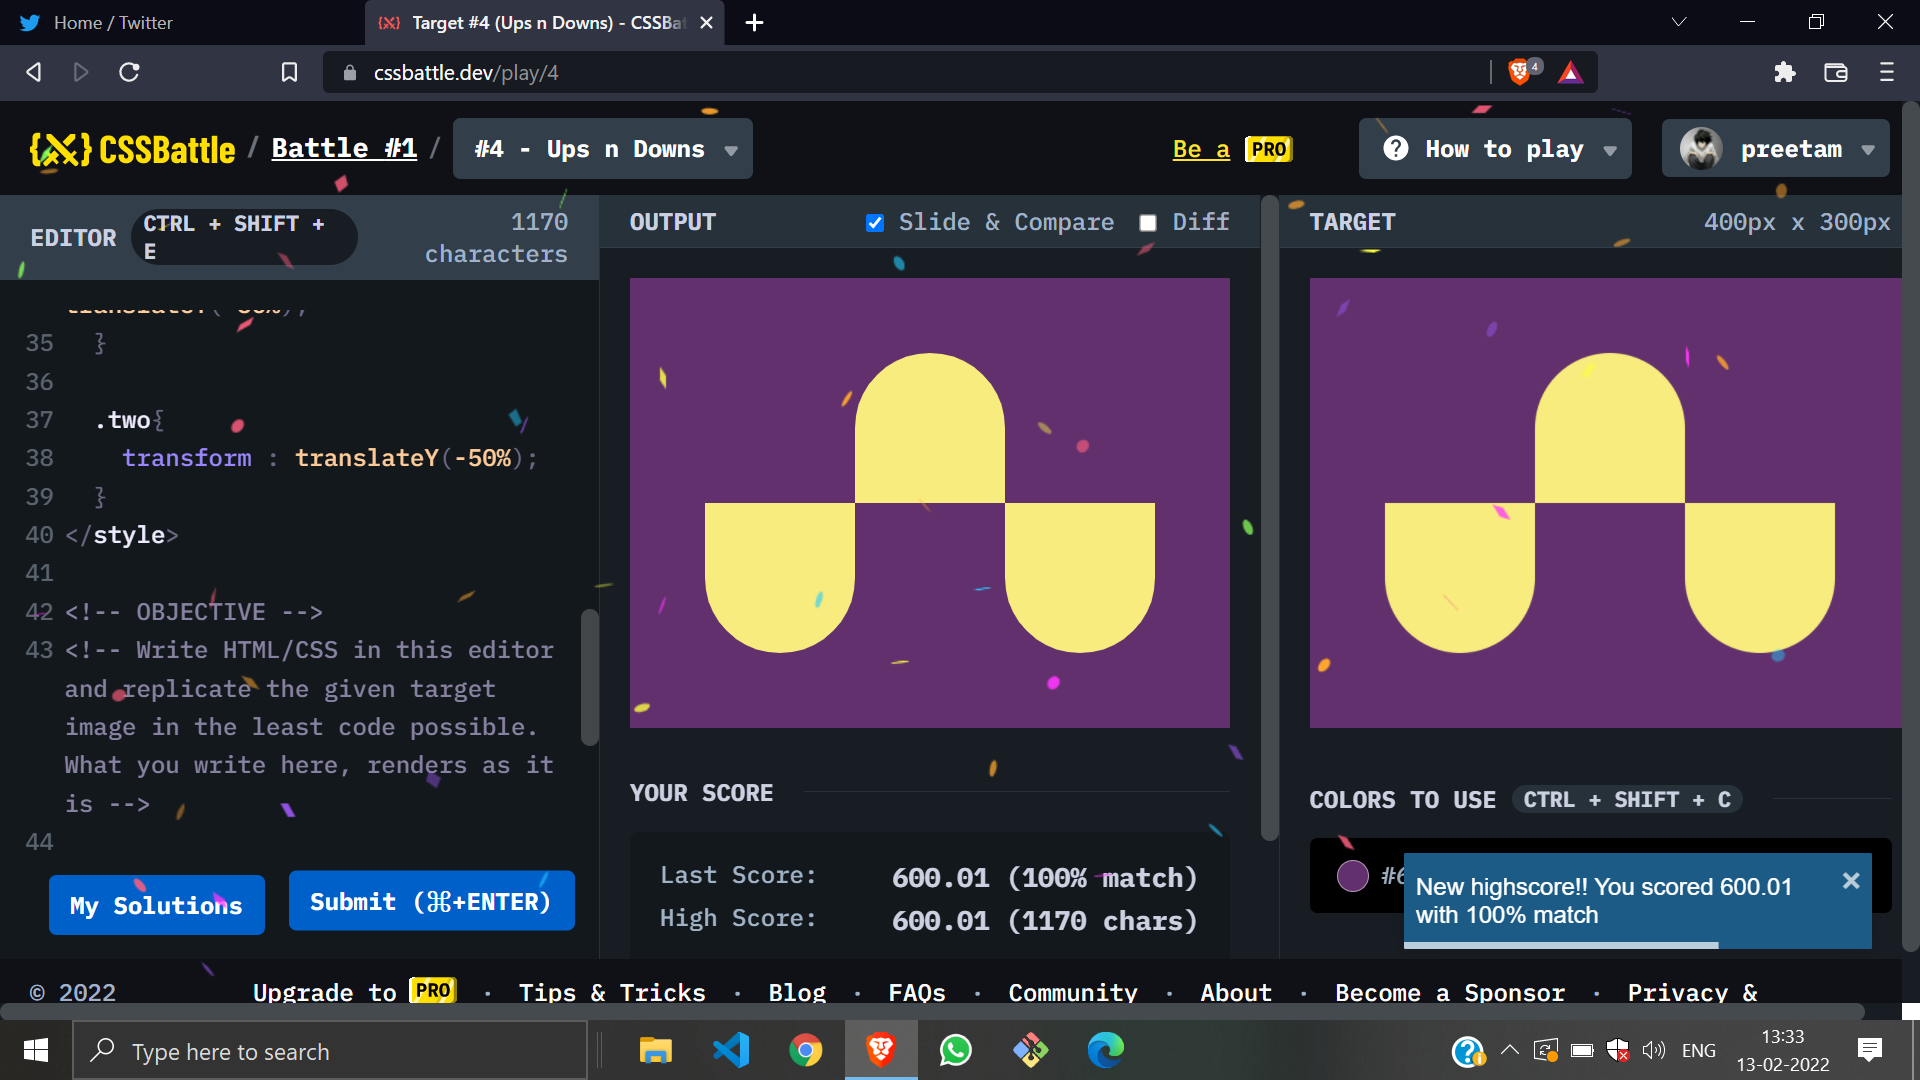 Home / Twitter
Target #4 (Ups n Downs) - CSSBat
cssbattle.dev/play/4
4
{X} CSSBattle / Battle #1 / #4 - Ups n Downs
Be a PRO
How to play
preetam
EDITOR CTRL + SHIFT + E
1170 characters
OUTPUT
Slide & Compare
Diff
TARGET
400px x 300px
35 }
36
37 .two{
38 transform : translateY(-50%);
39 }
40 </style>
41
42 <!-- OBJECTIVE -->
43 <!-- Write HTML/CSS in this editor
and replicate the given target
image in the least code possible.
What you write here, renders as it
is -->
44
My Solutions
Submit (⌘+ENTER)
YOUR SCORE
Last Score: 600.01 (100% match)
High Score: 600.01 (1170 chars)
COLORS TO USE CTRL + SHIFT + C
#6
New highscore!! You scored 600.01
with 100% match
© 2022
Upgrade to PRO · Tips & Tricks · Blog · FAQs · Community · About · Become a Sponsor · Privacy &
Type here to search
ENG
13:33
13-02-2022